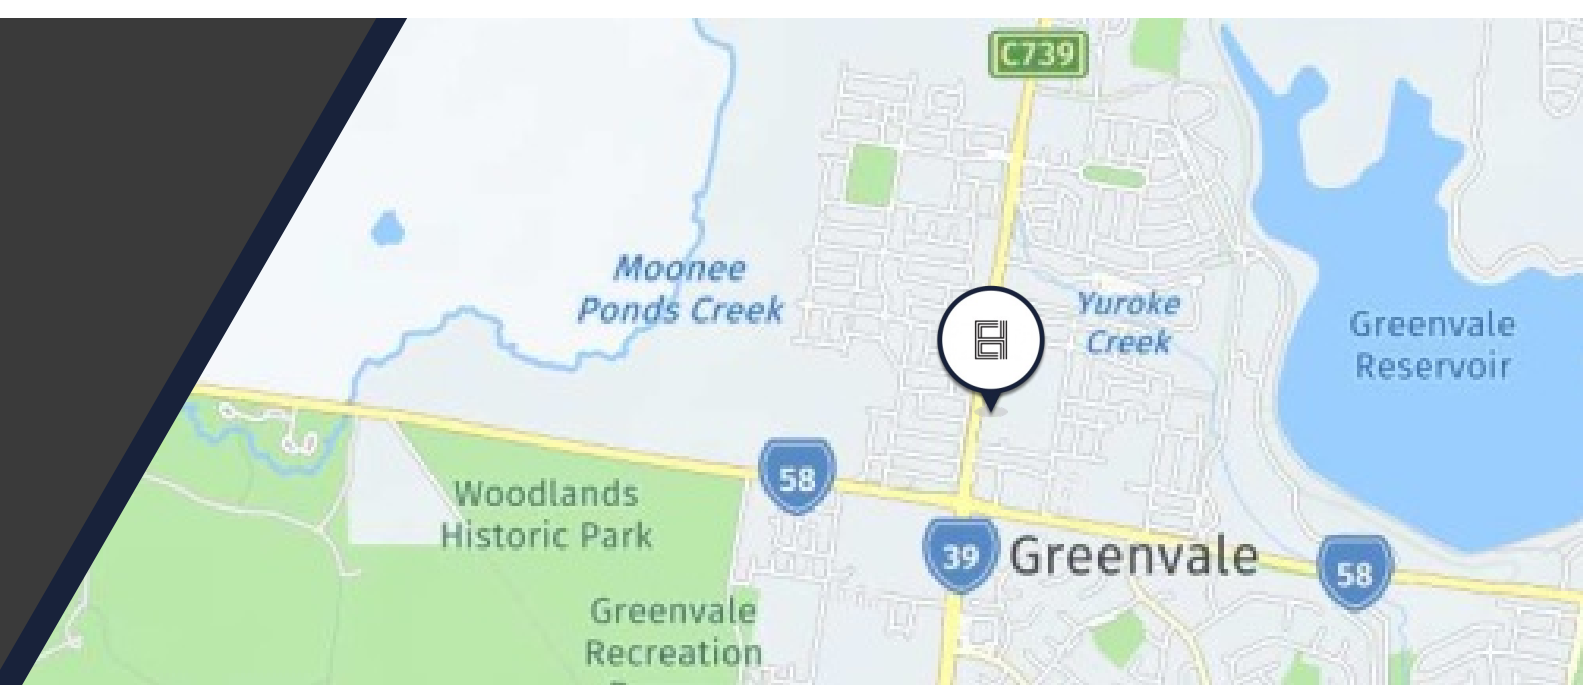 C739
Moonee
Ponds Creek
Yuroke
Creek
Greenvale
Reservoir
58
Woodlands
Historic Park
39
Greenvale
58
Greenvale
Recreation